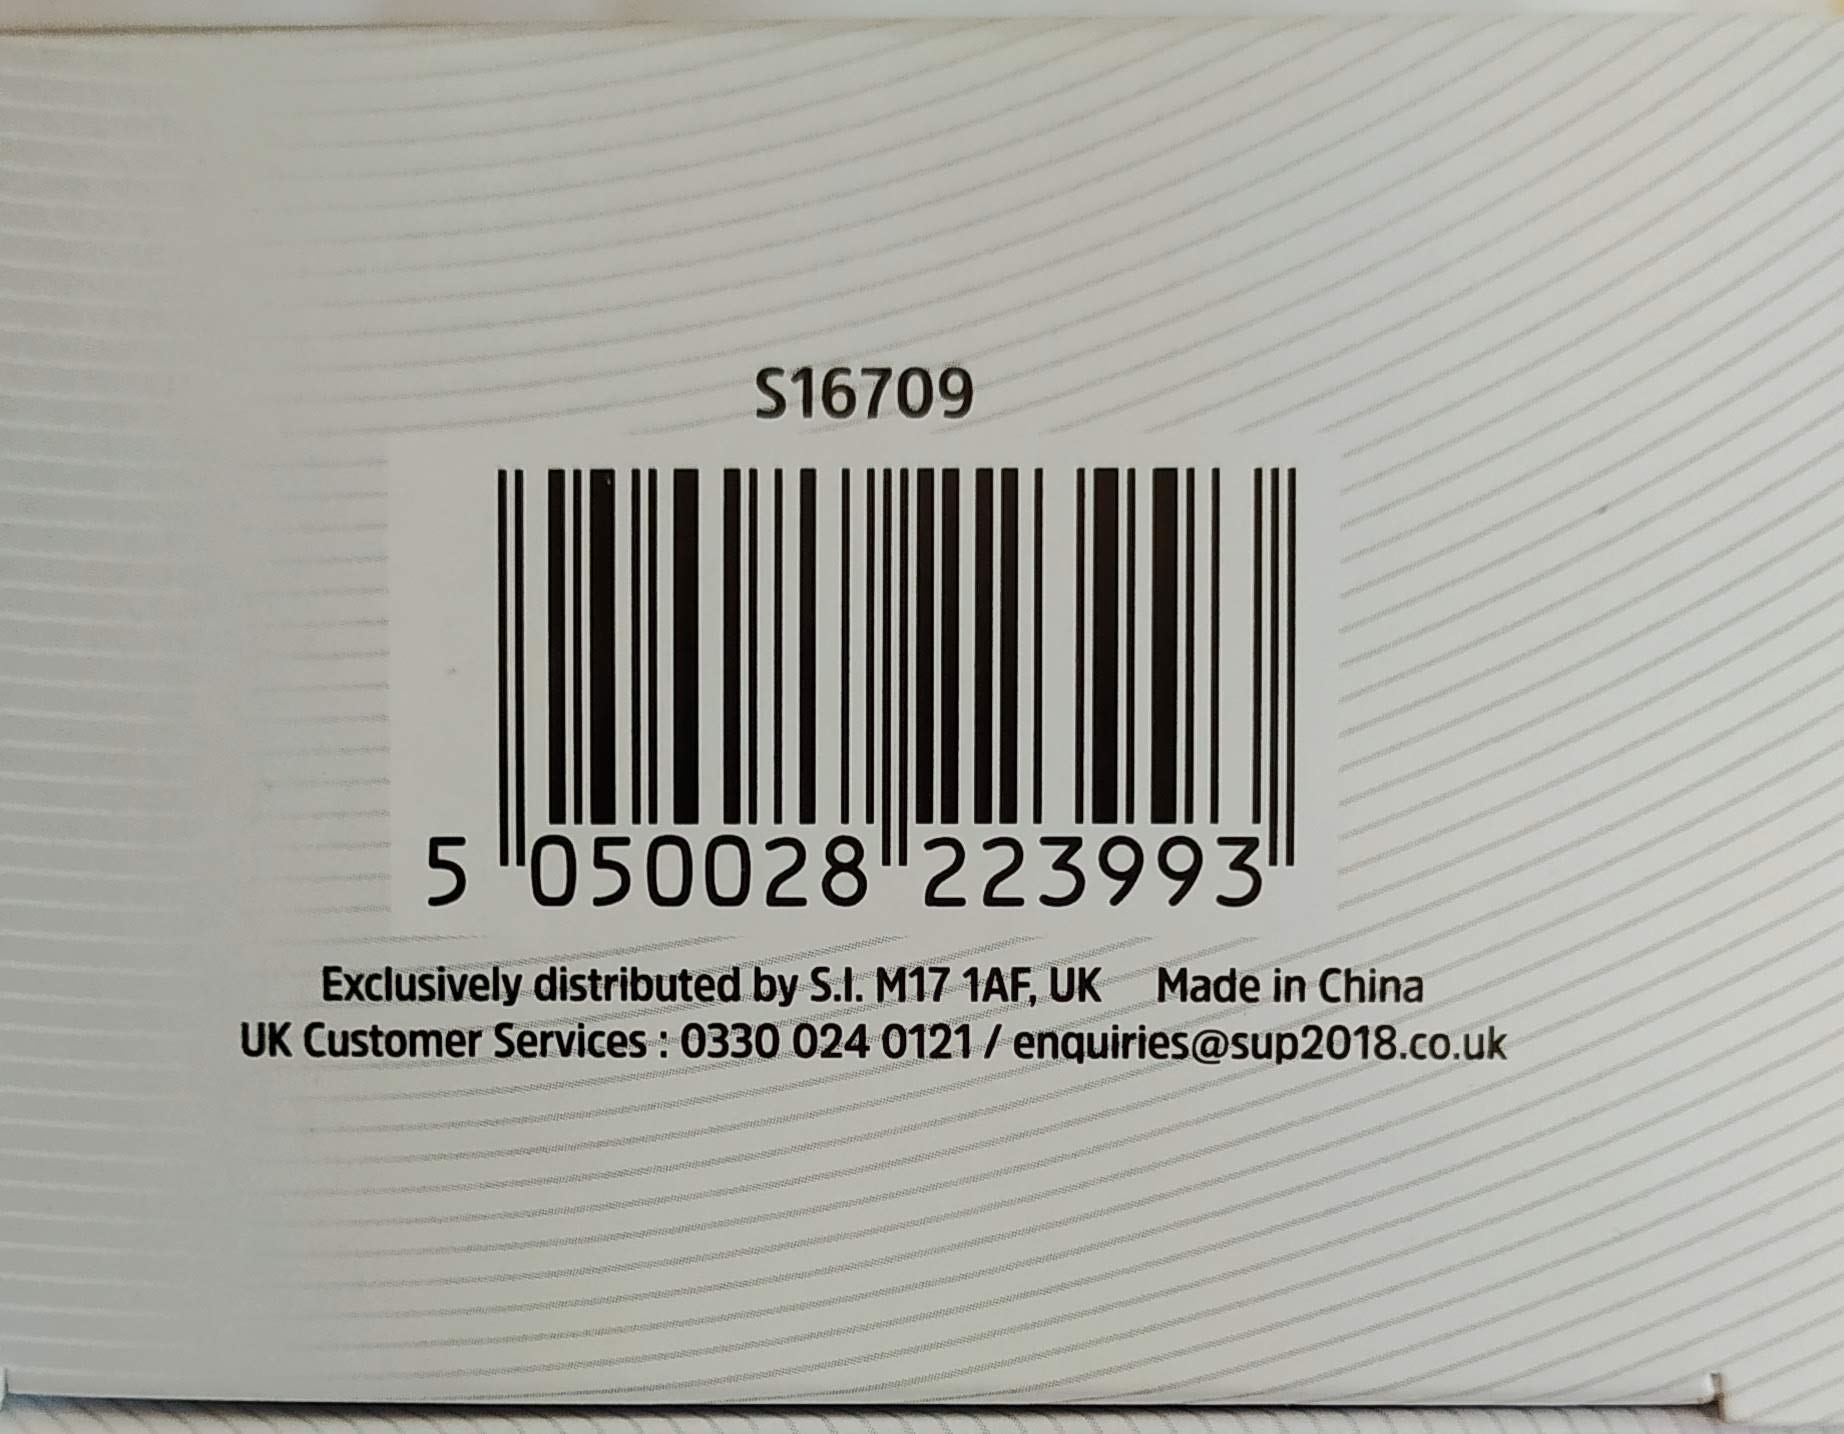 S16709
5 050028 223993
Exclusively distributed by S.I. M17 1AF, UK Made in China
UK Customer Services : 0330 024 0121 / enquiries@sup2018.co.uk